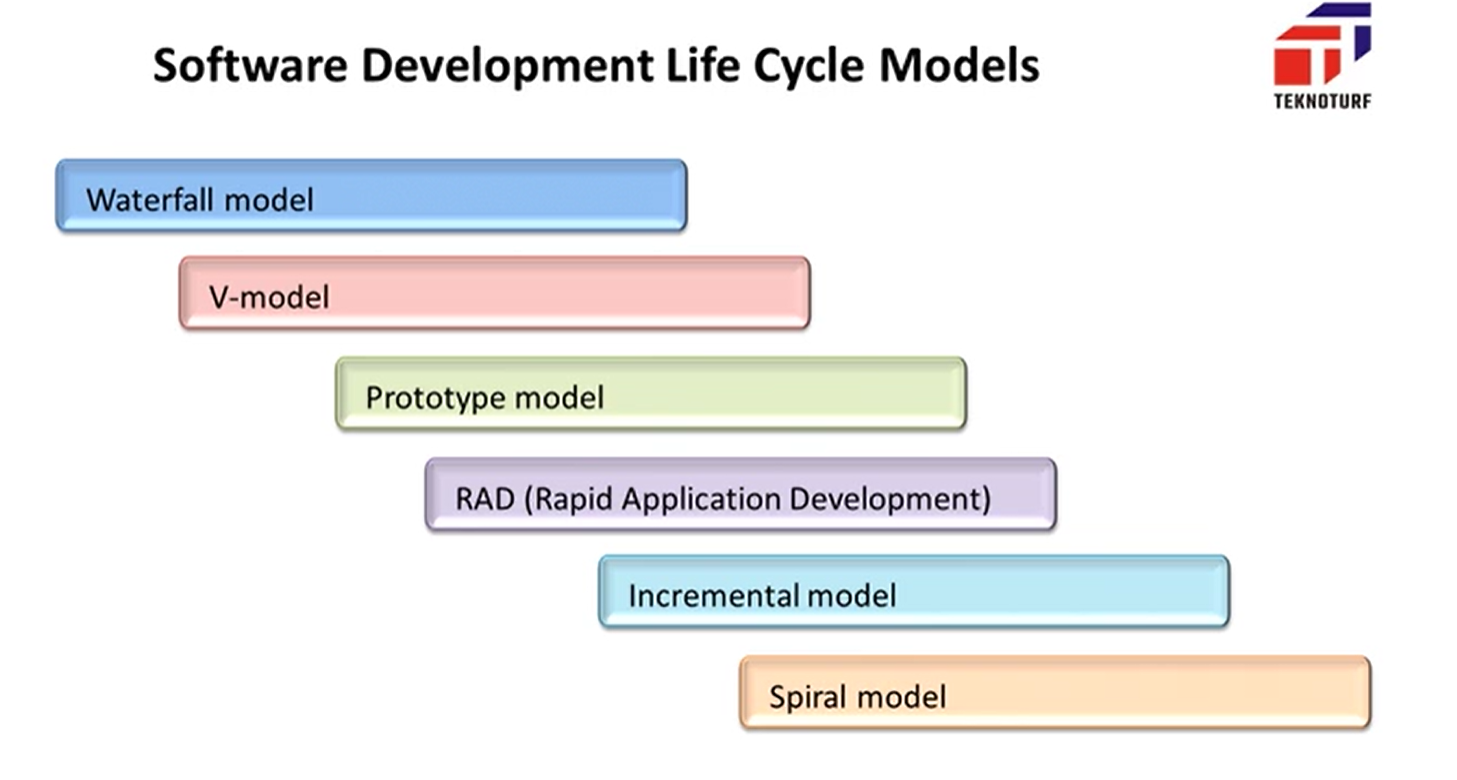 Software Development Life Cycle Models
TEKNOTURF
Waterfall model
V-model
Prototype model
RAD (Rapid Application Development)
Incremental model
Spiral model